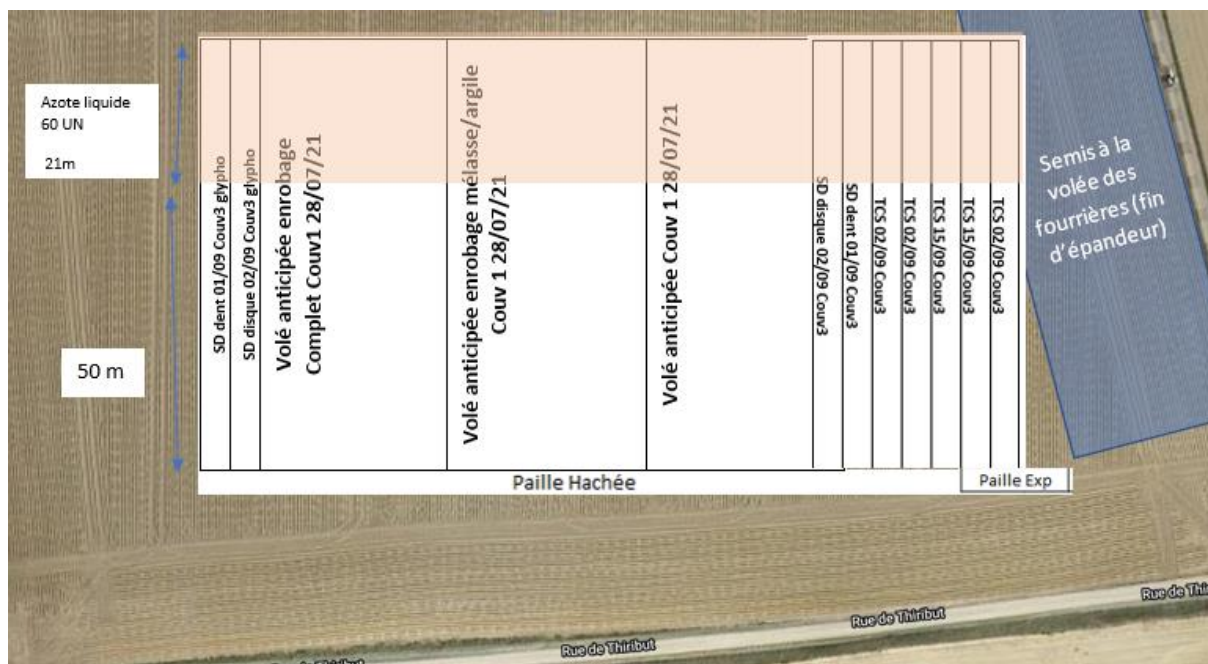 Azote liquide
60 UN
21m
50 m
SD dent 01/09 Couv3 glypho
SD disque 02/09 Couv3 glypho
Volé anticipée enrobage
Complet Couv1 28/07/21
Volé anticipée enrobage mélasse/argile
Couv 1 28/07/21
Volé anticipée Couv 1 28/07/21
SD disque 02/09 Couv3
SD dent 01/09 Couv3
TCS 02/09 Couv3
TCS 02/09 Couv3
TCS 15/09 Couv3
TCS 15/09 Couv3
TCS 02/09 Couv3
Semis à la
volée des
fourrières (fin
d'épandeur)
Paille Hachée
Paille Exp
Rue de Thiribut
Rue de Thiribut
Rue de Thiribut
Rue de Thi